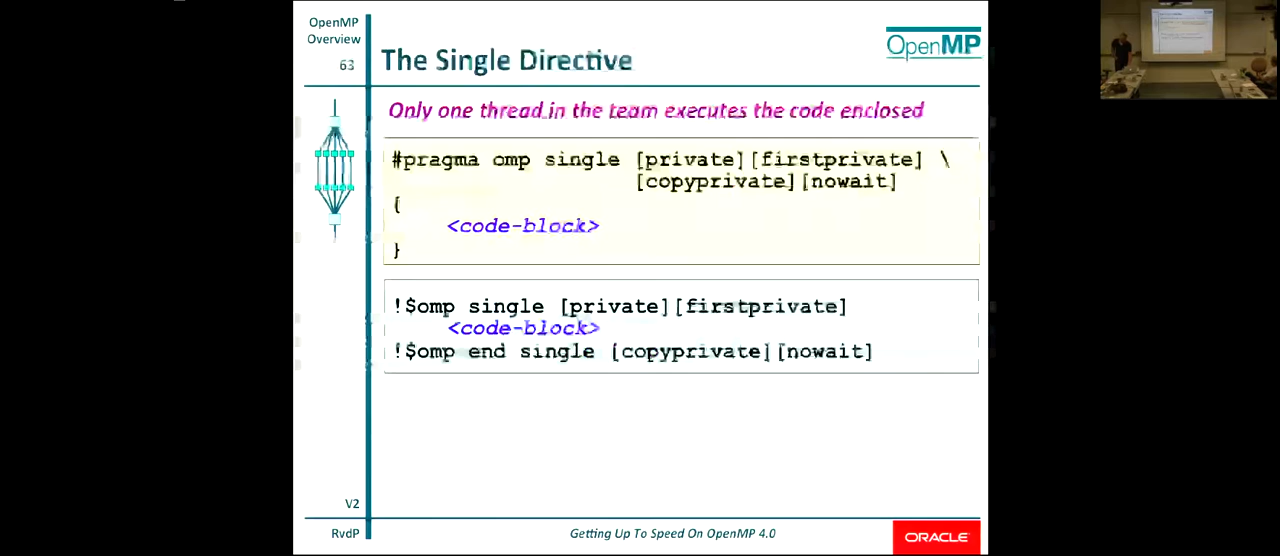 OpenMP
Overview
63
The Single Directive
OpenMP
Only one thread in the team executes the code enclosed
#pragma omp single [private][firstprivate] \
[copyprivate][nowait]
{
<code-block>
}
!$omp single [private][firstprivate]
<code-block>
!$omp end single [copyprivate][nowait]
V2
RvdP
Getting Up To Speed On OpenMP 4.0
ORACLE